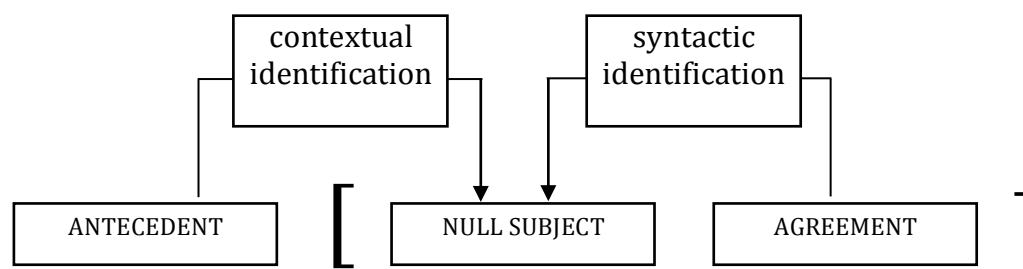 contextual
identification
syntactic
identification
ANTECEDENT [ NULL SUBJECT AGREEMENT